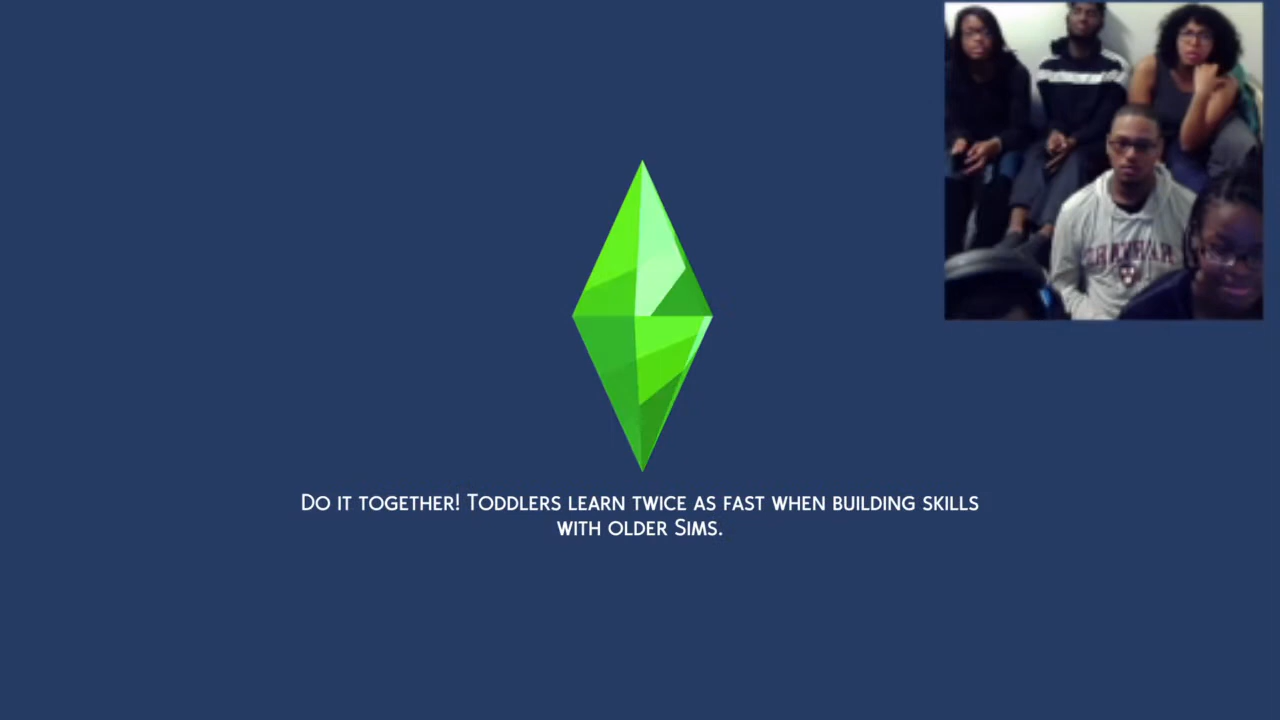 Do it together! Toddlers learn twice as fast when building skills
with older Sims.